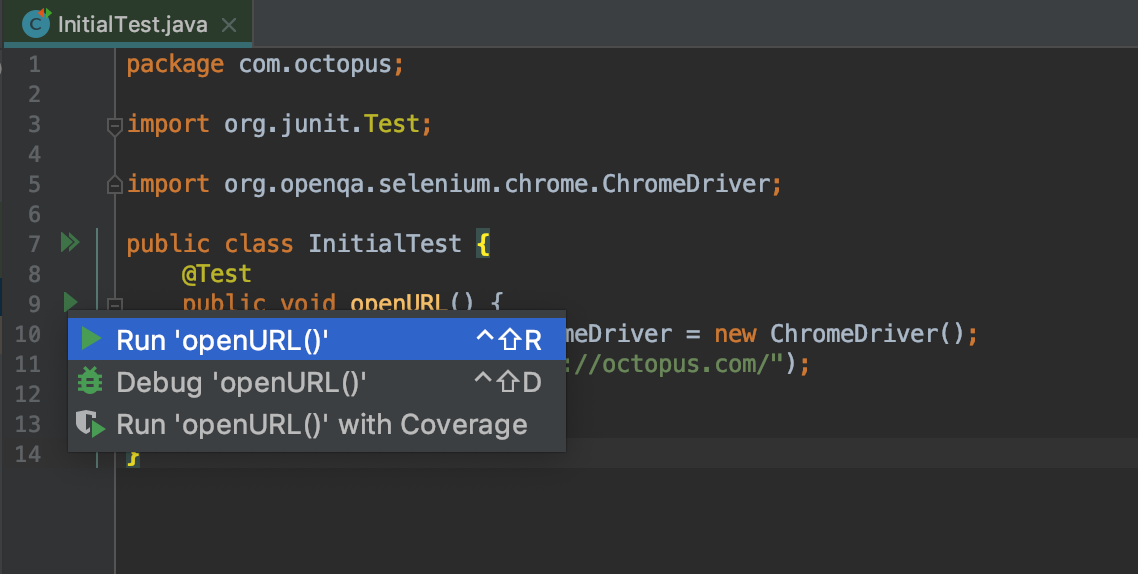 InitialTest.java
1 package com.octopus;
2
3 import org.junit.Test;
4
5 import org.openqa.selenium.chrome.ChromeDriver;
6
7 public class InitialTest {
8 @Test
9 public void openURL() {
10 meDriver = new ChromeDriver();
11 ://octopus.com/");
12
13
14 }
Run 'openURL()' ^⇧R
Debug 'openURL()' ^⇧D
Run 'openURL()' with Coverage